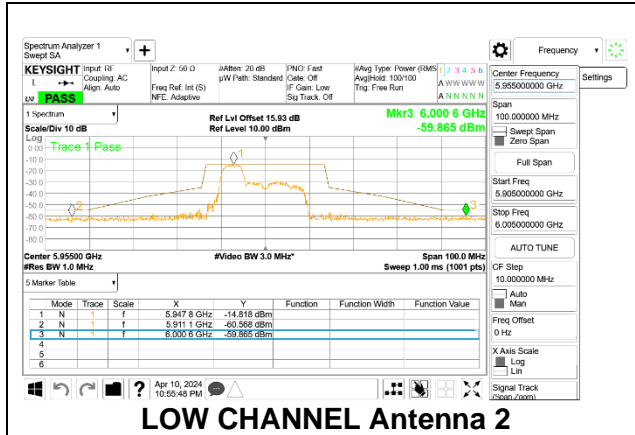 Spectrum Analyzer 1
Swept SA
Frequency
KEYSIGHT
Input: RF
Coupling: AC
Align: Auto
Input Z: 50 Ω
Freq Ref: Int (S)
NFE: Adaptive
#Atten: 20 dB
µW Path: Standard
PNO: Fast
Gate: Off
IF Gain: Low
Sig Track: Off
#Avg Type: Power (RMS
Avg|Hold: 100/100
Trig: Free Run
1 2 3 4 5 6
A W W W W W
A N N N N N
L
PASS
Center Frequency
5.955000000 GHz
Settings
Span
100.000000 MHz
Swept Span
Zero Span
Full Span
Start Freq
5.905000000 GHz
Stop Freq
6.005000000 GHz
AUTO TUNE
CF Step
10.000000 MHz
Auto
Man
Freq Offset
0 Hz
X Axis Scale
Log
Lin
Signal Track
(Span Zoom)
1 Spectrum
Scale/Div 10 dB
Ref Lvl Offset 15.93 dB
Ref Level 10.00 dBm
Mkr3 6.000 6 GHz
-59.865 dBm
Log
Trace 1 Pass
0.00
-10.0
-20.0
-30.0
-40.0
-50.0
-60.0
-70.0
-80.0
1
2
3
Center 5.95500 GHz
#Res BW 1.0 MHz
#Video BW 3.0 MHz*
Span 100.0 MHz
Sweep 1.00 ms (1001 pts)
5 Marker Table
Mode Trace Scale X Y Function Function Width Function Value
1 N 1 f 5.947 8 GHz -14.818 dBm
2 N 1 f 5.911 1 GHz -60.568 dBm
3 N 1 f 6.000 6 GHz -59.865 dBm
4
5
6
?
Apr 10, 2024
10:55:48 PM
LOW CHANNEL Antenna 2